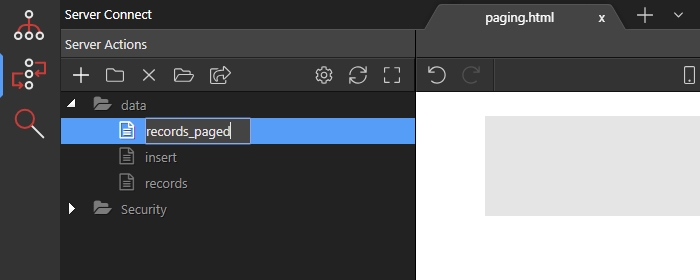 Server Connect
paging.html x
Server Actions
data
records_paged
insert
records
Security